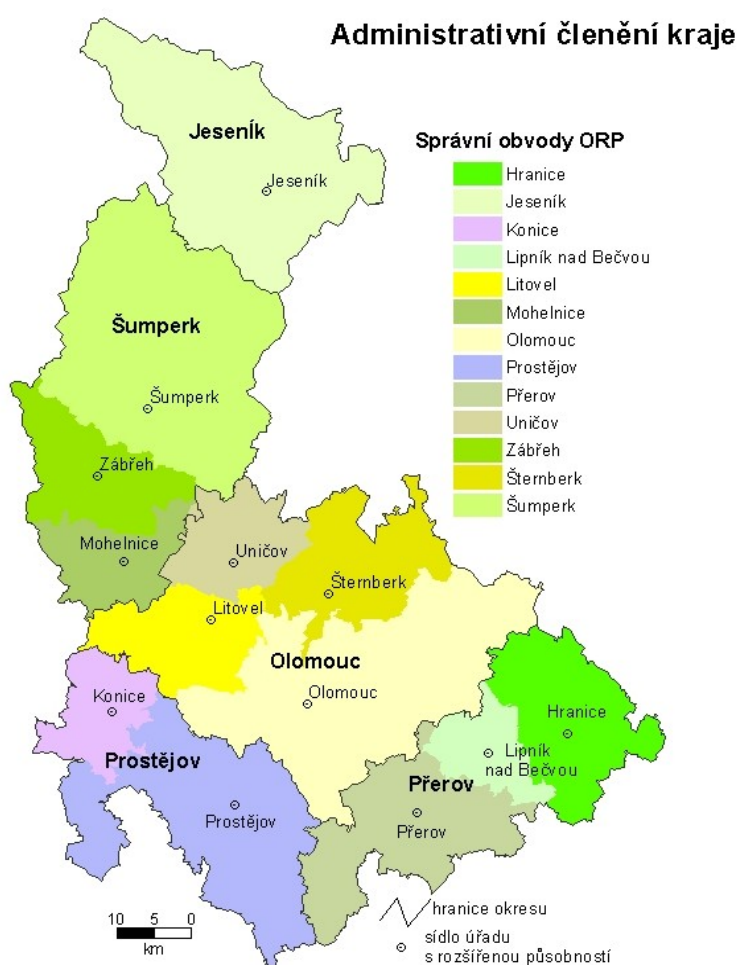 Administrativní členění kraje
Jeseník
Jeseník
Správní obvody ORP
Hranice
Jeseník
Konice
Lipník nad Bečvou
Litovel
Mohelnice
Olomouc
Prostějov
Přerov
Uničov
Zábřeh
Šternberk
Šumperk
Šumperk
Šumperk
Zábřeh
Mohelnice
Uničov
Šternberk
Litovel
Olomouc
Olomouc
Konice
Hranice
Prostějov
Lipník
nad Bečvou
Přerov
Prostějov
Přerov
10 5 0
km
hranice okresu
sídlo úřadu
s rozšířenou působností